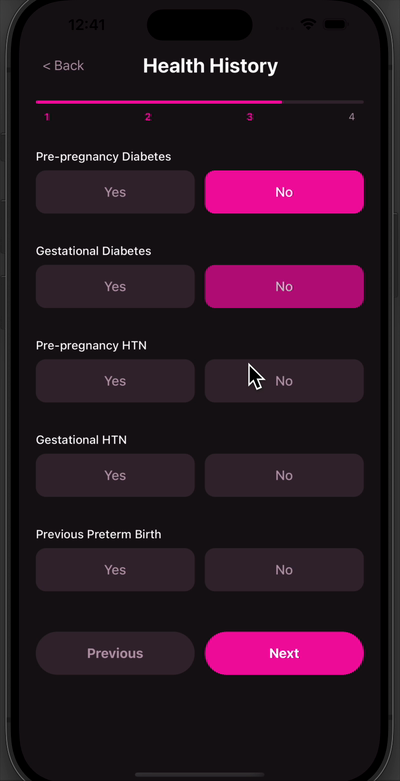 12:41
< Back
Health History
1 2 3 4
Pre-pregnancy Diabetes
Yes No
Gestational Diabetes
Yes No
Pre-pregnancy HTN
Yes No
Gestational HTN
Yes No
Previous Preterm Birth
Yes No
Previous Next